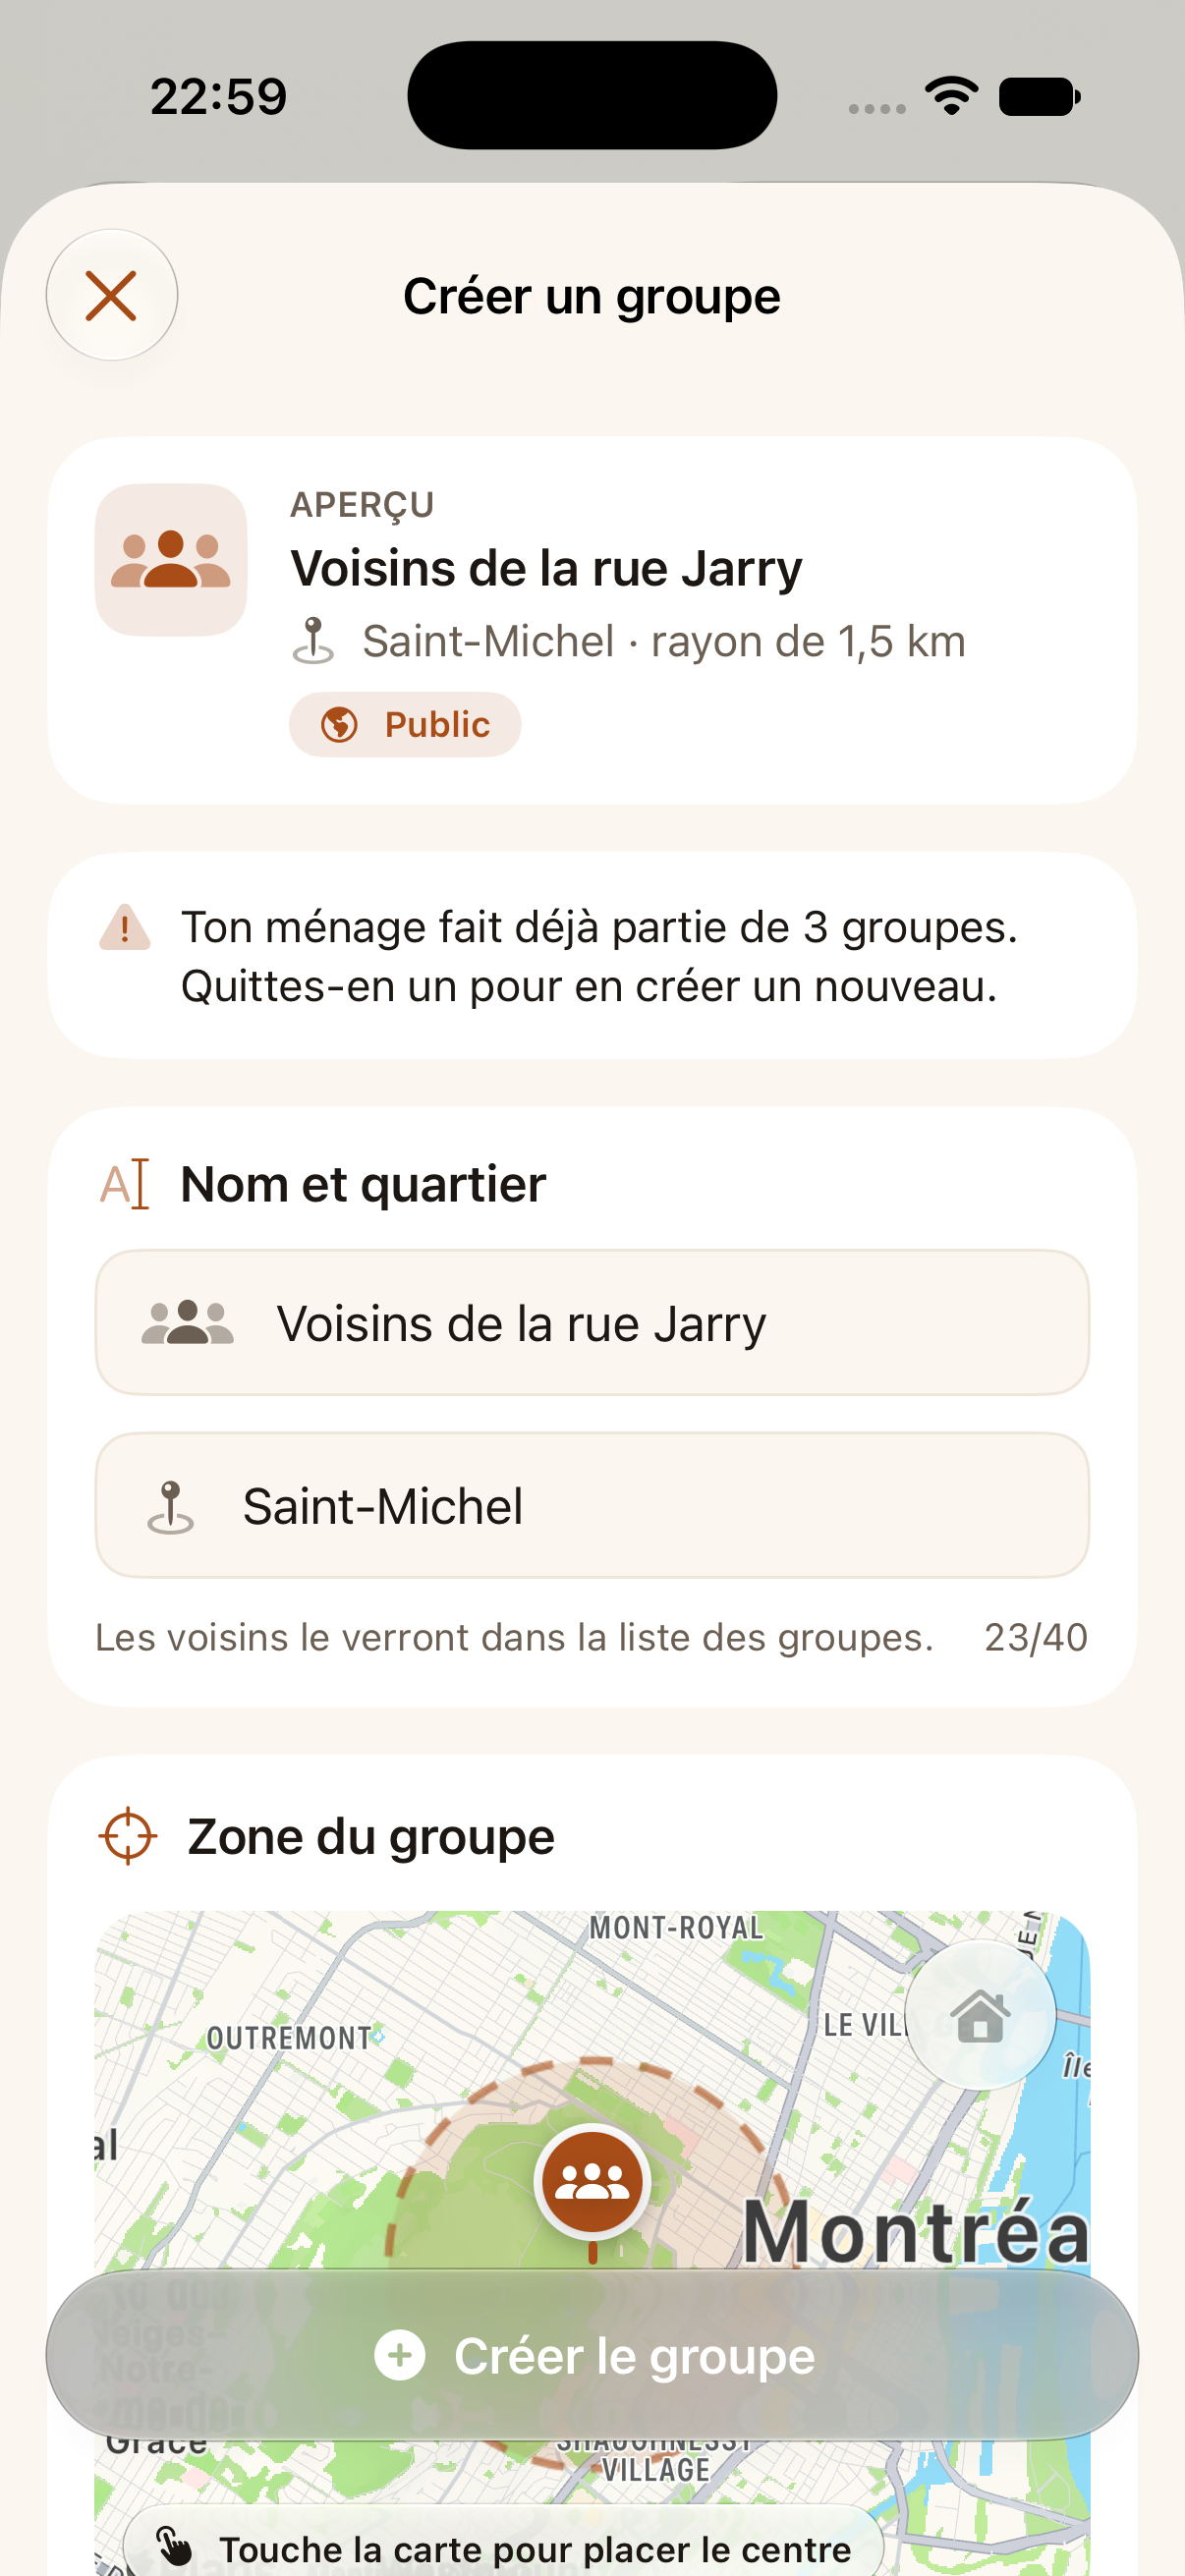 22:59
Créer un groupe
APERÇU
Voisins de la rue Jarry
Saint-Michel · rayon de 1,5 km
Public
Ton ménage fait déjà partie de 3 groupes.
Quittes-en un pour en créer un nouveau.
Nom et quartier
Voisins de la rue Jarry
Saint-Michel
Les voisins le verront dans la liste des groupes. 23/40
Zone du groupe
MONT-ROYAL
OUTREMONT
LE VIL
Île
al
Montréa
Créer le groupe
Grâce
VILLAGE
Touche la carte pour placer le centre